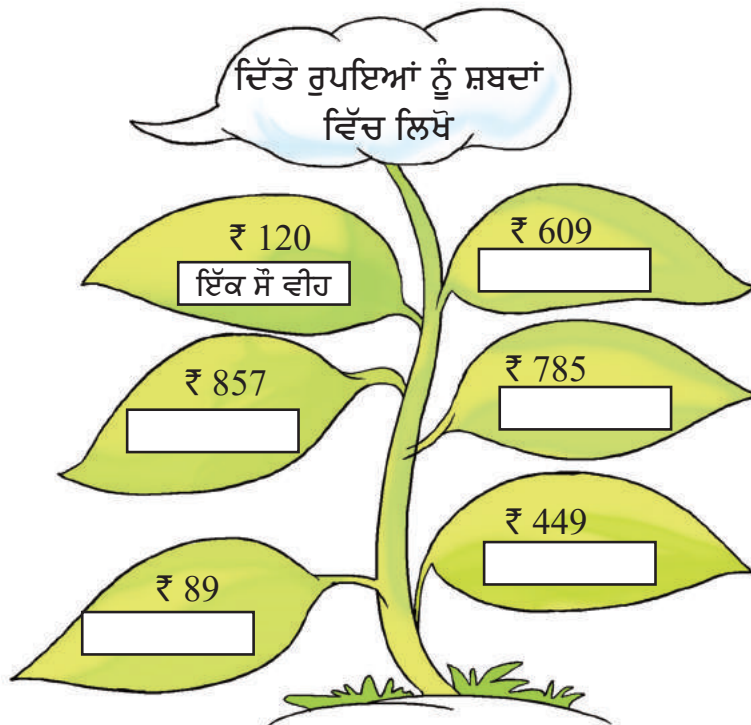 ਦਿੱਤੇ ਰੁਪਇਆਂ ਨੂੰ ਸ਼ਬਦਾਂ
ਵਿੱਚ ਲਿਖੋ
₹ 120
ਇੱਕ ਸੌ ਵੀਹ
₹ 609
₹ 857
₹ 785
₹ 449
₹ 89